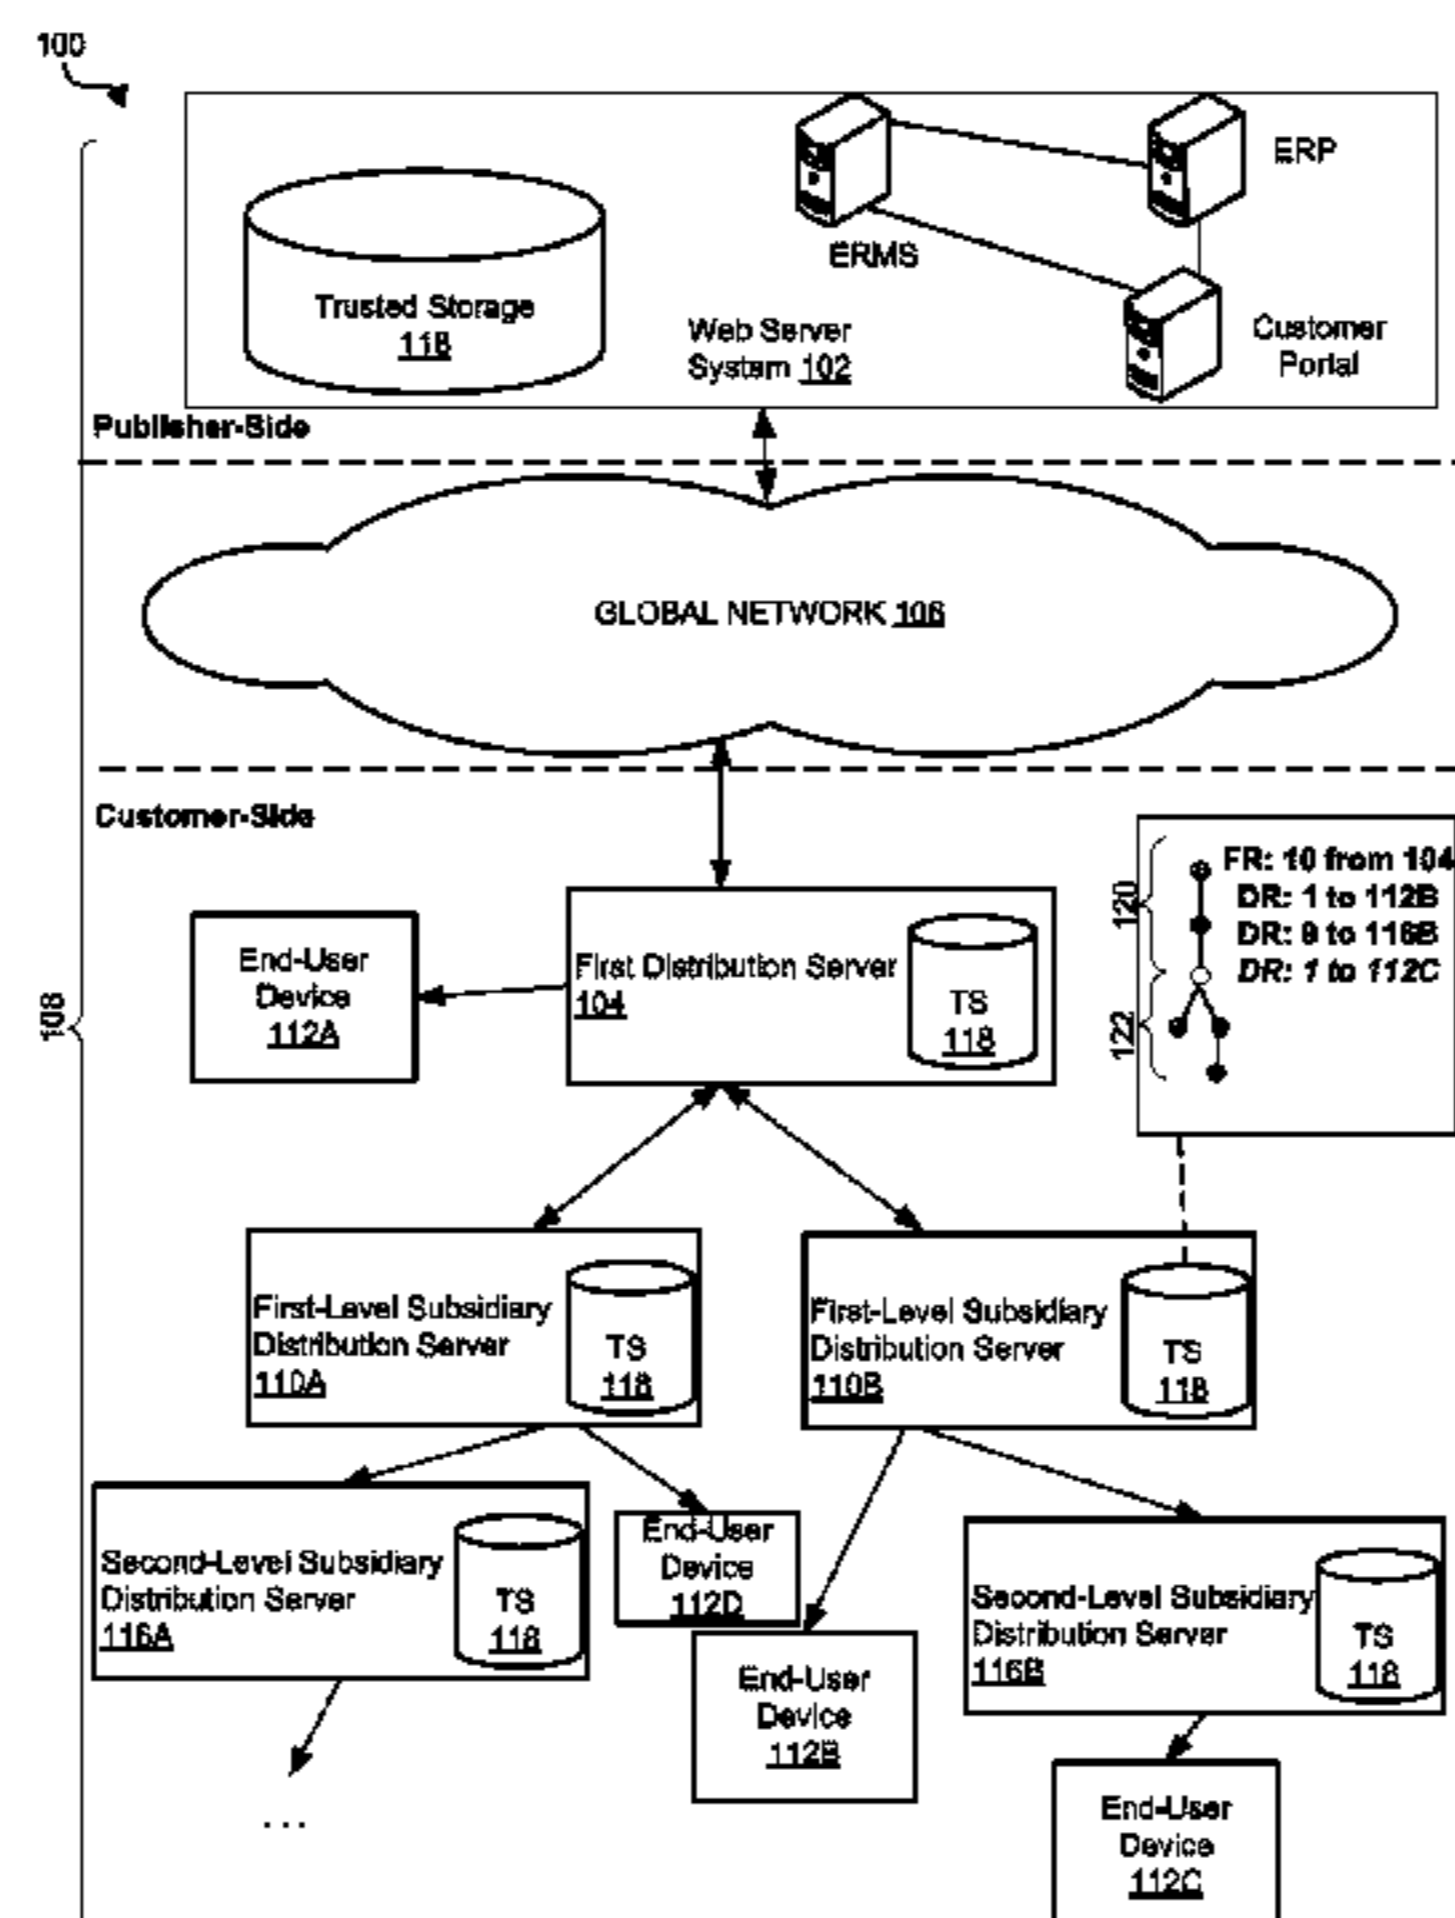 100
ERP
ERMS
Trusted Storage
118
Web Server
System 102
Customer
Portal
Publisher-Side
GLOBAL NETWORK 106
Customer-Side
108
End-User
Device
112A
First Distribution Server
104
TS
118
120
122
FR: 10 from 104
DR: 1 to 112B
DR: 9 to 116B
DR: 1 to 112C
First-Level Subsidiary
Distribution Server
110A
TS
118
First-Level Subsidiary
Distribution Server
110B
TS
118
Second-Level Subsidiary
Distribution Server
116A
TS
118
End-User
Device
112D
End-User
Device
112B
Second-Level Subsidiary
Distribution Server
116B
TS
118
. . .
End-User
Device
112C